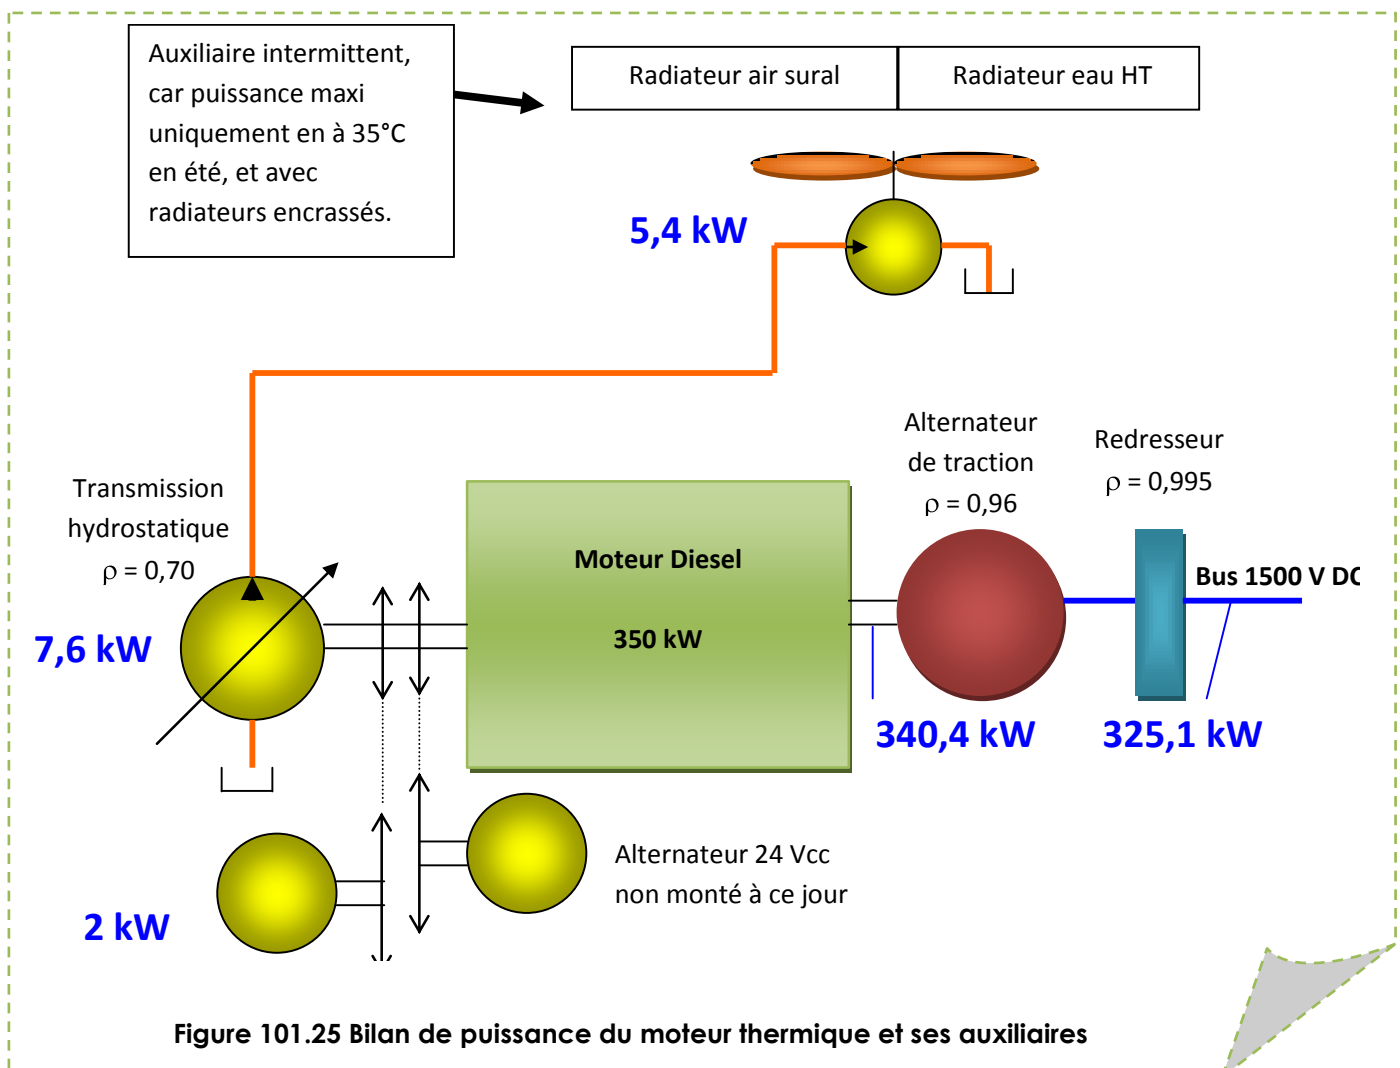 Auxiliaire intermittent,
car puissance maxi
uniquement en à 35°C
en été, et avec
radiateurs encrassés.
Radiateur air sural
Radiateur eau HT
5,4 kW
Transmission
hydrostatique
ρ = 0,70
7,6 kW
Moteur Diesel
350 kW
Alternateur
de traction
ρ = 0,96
Redresseur
ρ = 0,995
Bus 1500 V DC
340,4 kW
325,1 kW
Alternateur 24 Vcc
non monté à ce jour
2 kW
Figure 101.25 Bilan de puissance du moteur thermique et ses auxiliaires